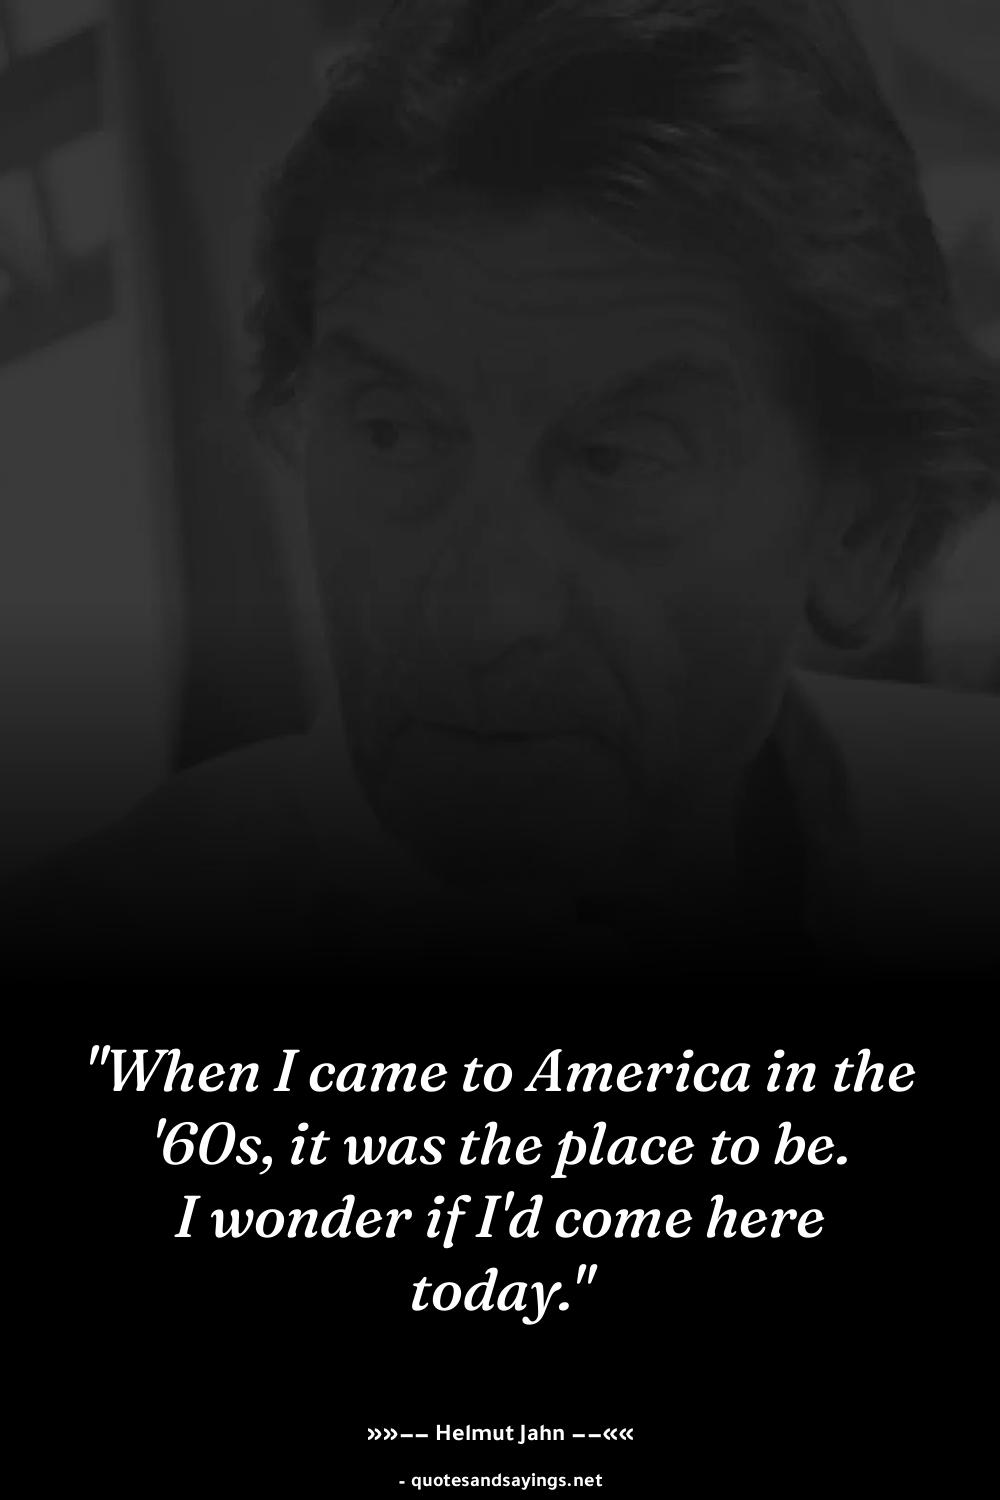 "When I came to America in the
'60s, it was the place to be.
I wonder if I'd come here
today."
»»–– Helmut Jahn ––««
- quotesandsayings.net